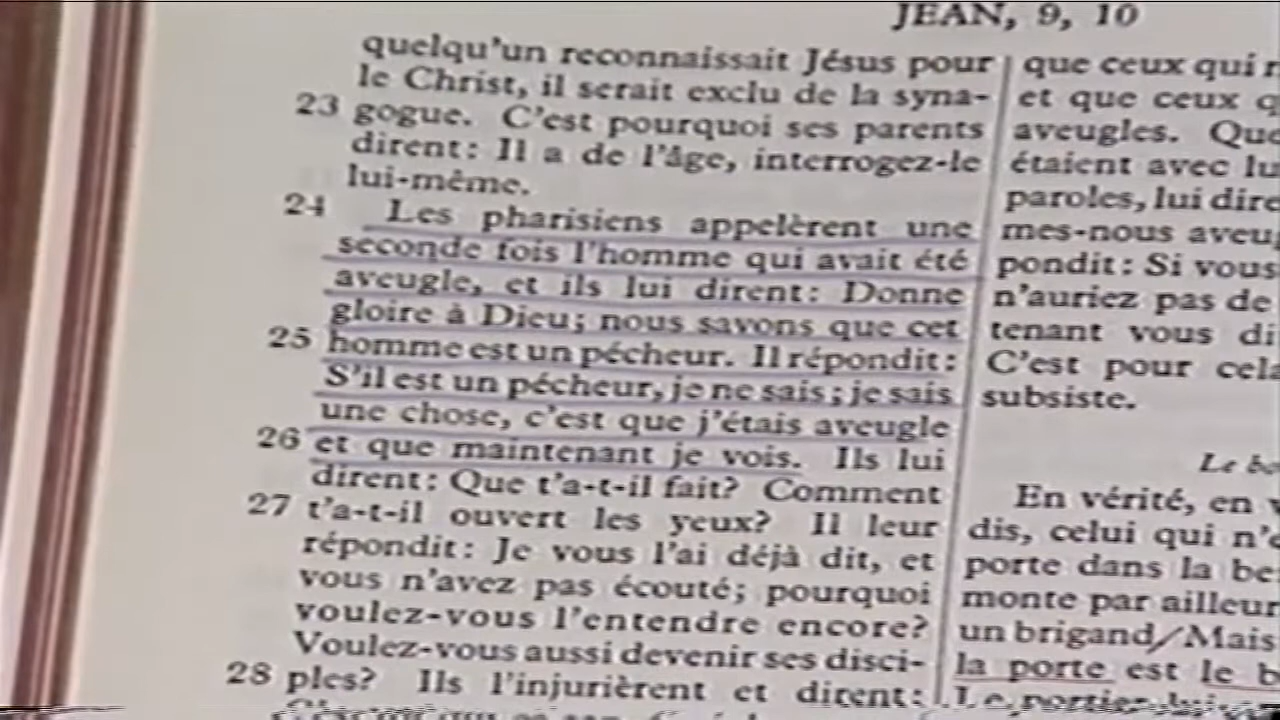 JEAN, 9, 10
quelqu'un reconnaissait Jésus pour
le Christ, il serait exclu de la syna-
23 gogue. C'est pourquoi ses parents
dirent: Il a de l'âge, interrogez-le
lui-même.
24 Les pharisiens appelèrent une
seconde fois l'homme qui avait été
aveugle, et ils lui dirent: Donne
gloire à Dieu; nous savons que cet
25 homme est un pécheur. Il répondit:
S'il est un pécheur, je ne sais; je sais
une chose, c'est que j'étais aveugle
26 et que maintenant je vois. Ils lui
dirent: Que t'a-t-il fait? Comment
27 t'a-t-il ouvert les yeux? Il leur
répondit: Je vous l'ai déjà dit, et
vous n'avez pas écouté; pourquoi
voulez-vous l'entendre encore?
Voulez-vous aussi devenir ses disci-
28 ples? Ils l'injurièrent et dirent:
que ceux qui
et que ceux
aveugles.
étaient avec
paroles, lui
mes-nous
pondit: Si vous
n'auriez pas de
tenant vous
C'est pour
subsiste.
Le
En vérité, en
dis, celui qui
porte dans la
monte par
un brigand/Mais
la porte est le
Le portier lui